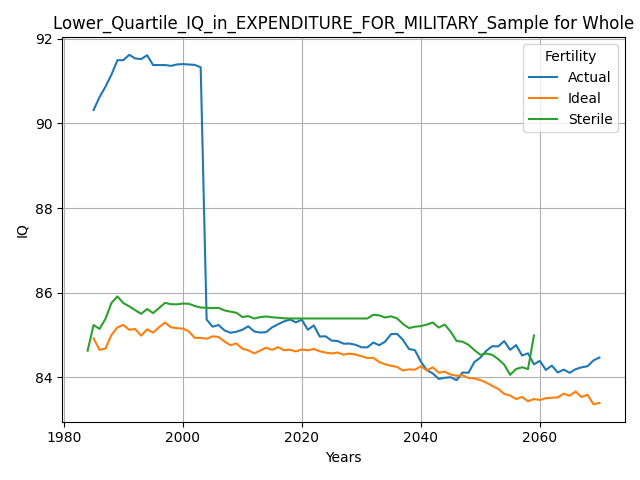 Lower_Quartile_IQ_in_EXPENDITURE_FOR_MILITARY_Sample for Whole
92
90
88
86
84
IQ
Fertility
Actual
Ideal
Sterile
1980
2000
2020
2040
2060
Years